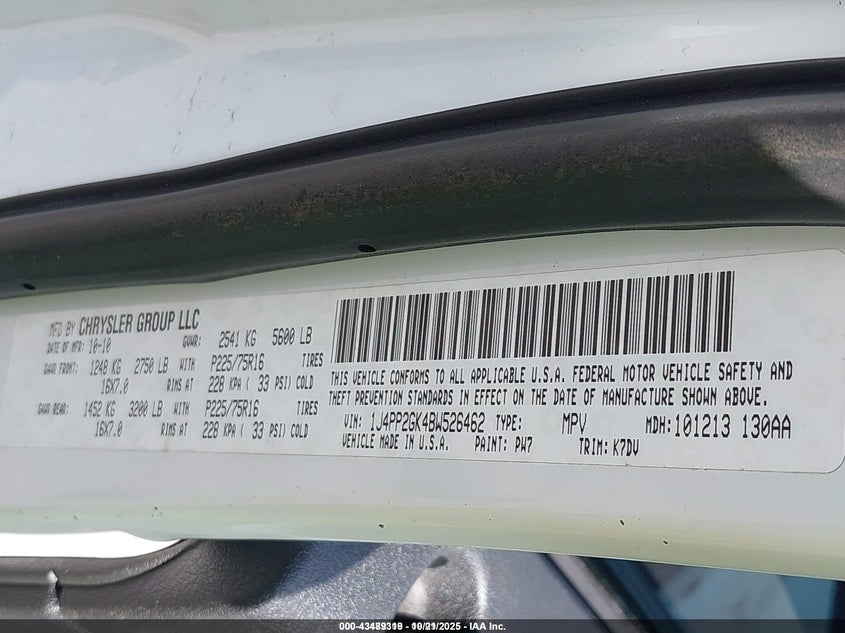 MFD BY CHRYSLER GROUP LLC
DATE OF MFR: 10-10 GVWR: 2541 KG 5600 LB
GAWR FRONT: 1248 KG 2750 LB WITH P225/75R16 TIRES
16X7.0 RIMS AT 228 KPA ( 33 PSI) COLD
GAWR REAR: 1452 KG 3200 LB WITH P225/75R16 TIRES
16X7.0 RIMS AT 228 KPA ( 33 PSI) COLD
THIS VEHICLE CONFORMS TO ALL APPLICABLE U.S.A. FEDERAL MOTOR VEHICLE SAFETY AND
THEFT PREVENTION STANDARDS IN EFFECT ON THE DATE OF MANUFACTURE SHOWN ABOVE.
VIN: 1J4PP2GK4BW526462 TYPE: MPV MDH: 101213 130AA
VEHICLE MADE IN U.S.A. PAINT: PW7 TRIM: K7DV
- IAA Inc.